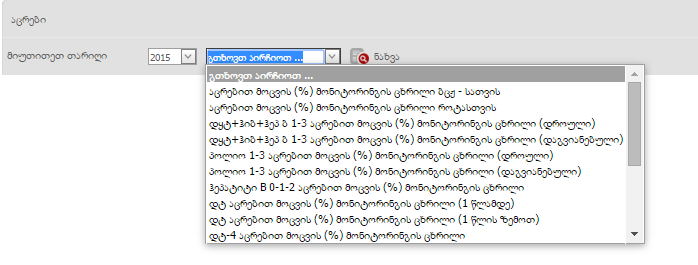 აცრები
მიუთითეთ თარიღი 2015 გთხოვთ აირჩიოთ ... ნახვა
გთხოვთ აირჩიოთ ...
აცრებით მოცვის (%) მონიტორინგის ცხრილი ბცჟ - სათვის
აცრებით მოცვის (%) მონიტორინგის ცხრილი როტასთვის
დყტ+ჰიბ+ჰეპ ბ 1-3 აცრებით მოცვის (%) მონიტორინგის ცხრილი (დროული)
დყტ+ჰიბ+ჰეპ ბ 1-3 აცრებით მოცვის (%) მონიტორინგის ცხრილი (დაგვიანებული)
პოლიო 1-3 აცრებით მოცვის (%) მონიტორინგის ცხრილი (დროული)
პოლიო 1-3 აცრებით მოცვის (%) მონიტორინგის ცხრილი (დაგვიანებული)
ჰეპატიტი B 0-1-2 აცრებით მოცვის (%) მონიტორინგის ცხრილი
დტ აცრებით მოცვის (%) მონიტორინგის ცხრილი (1 წლამდე)
დტ აცრებით მოცვის (%) მონიტორინგის ცხრილი (1 წლის ზემოთ)
დტ-4 აცრებით მოცვის (%) მონიტორინგის ცხრილი